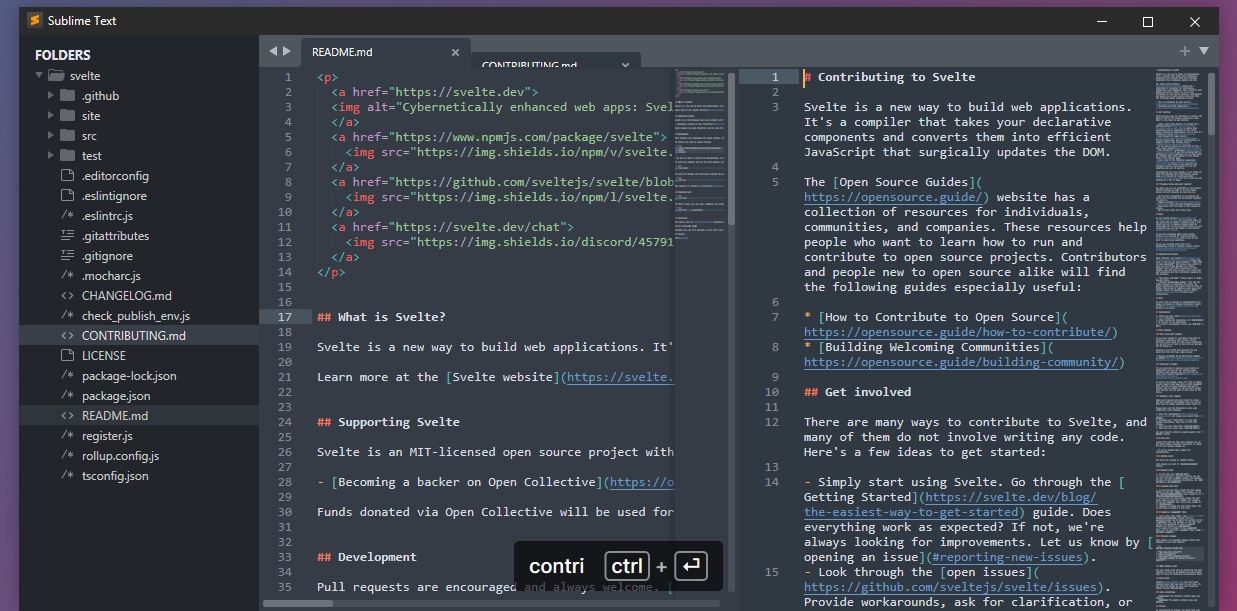 Sublime Text
FOLDERS
svelte
.github
site
src
test
.editorconfig
.eslintignore
/* .eslintrc.js
.gitattributes
.gitignore
/* .mocharc.js
<> CHANGELOG.md
/* check_publish_env.js
<> CONTRIBUTING.md
LICENSE
/* package-lock.json
/* package.json
<> README.md
/* register.js
/* rollup.config.js
/* tsconfig.json
README.md ×
CONTRIBUTING.md
1 <p>
2 <a href="https://svelte.dev">
3 <img alt="Cybernetically enhanced web apps: Svel
4 </a>
5 <a href="https://www.npmjs.com/package/svelte">
6 <img src="https://img.shields.io/npm/v/svelte.
7 </a>
8 <a href="https://github.com/sveltejs/svelte/blob
9 <img src="https://img.shields.io/npm/l/svelte.
10 </a>
11 <a href="https://svelte.dev/chat">
12 <img src="https://img.shields.io/discord/45791
13 </a>
14 </p>
15
16
17 ## What is Svelte?
18
19 Svelte is a new way to build web applications. It'
20
21 Learn more at the [Svelte website](https://svelte.
22
23
24 ## Supporting Svelte
25
26 Svelte is an MIT-licensed open source project with
27
28 - [Becoming a backer on Open Collective](https://o
29
30 Funds donated via Open Collective will be used for
31
32
33 ## Development
34
35 Pull requests are encouraged and always welcome. [
1 # Contributing to Svelte
2
3 Svelte is a new way to build web applications.
It's a compiler that takes your declarative
components and converts them into efficient
JavaScript that surgically updates the DOM.
4
5 The [Open Source Guides](
https://opensource.guide/) website has a
collection of resources for individuals,
communities, and companies. These resources help
people who want to learn how to run and
contribute to open source projects. Contributors
and people new to open source alike will find
the following guides especially useful:
6
7 * [How to Contribute to Open Source](
https://opensource.guide/how-to-contribute/)
8 * [Building Welcoming Communities](
https://opensource.guide/building-community/)
9
10 ## Get involved
11
12 There are many ways to contribute to Svelte, and
many of them do not involve writing any code.
Here's a few ideas to get started:
13
14 - Simply start using Svelte. Go through the [
Getting Started](https://svelte.dev/blog/
the-easiest-way-to-get-started) guide. Does
everything work as expected? If not, we're
always looking for improvements. Let us know by [
opening an issue](#reporting-new-issues).
15 - Look through the [open issues](
https://github.com/sveltejs/svelte/issues).
Provide workarounds, ask for clarification, or
contri ctrl + ↵